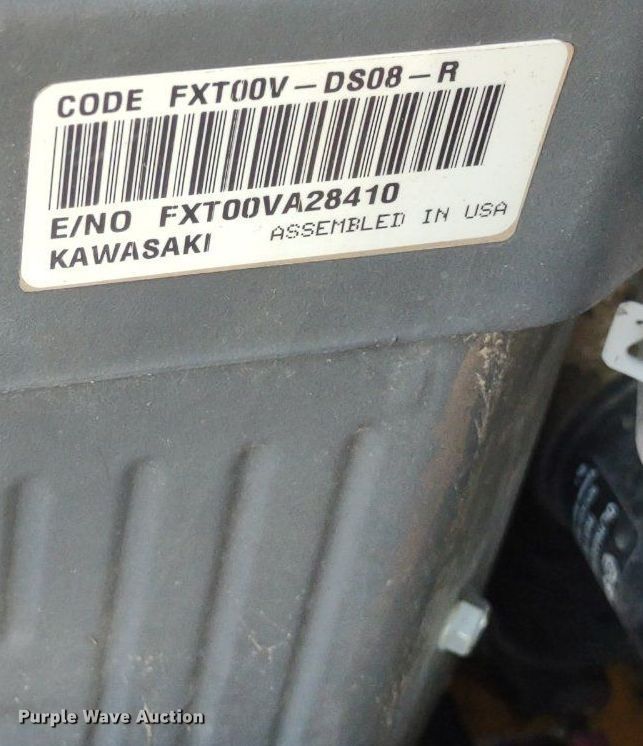 CODE FXT00V-DS08-R
E/NO FXT00VA28410
KAWASAKI ASSEMBLED IN USA
Purple Wave Auction